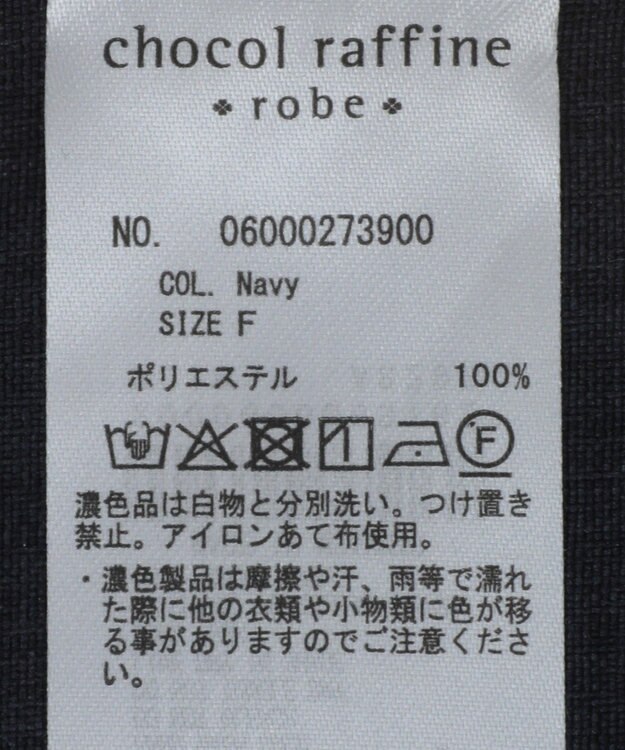 chocol raffine
robe
NO. 06000273900
COL. Navy
SIZE F
ポリエステル 100%
F
濃色品は白物と分別洗い。つけ置き
禁止。アイロンあて布使用。
・濃色製品は摩擦や汗、雨等で濡れ
た際に他の衣類や小物類に色が移
る事がありますのでご注意くださ
い。